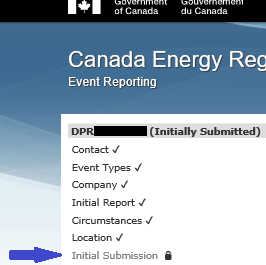 Government
of Canada
Gouvernement
du Canada
Canada Energy Reg
Event Reporting
DPR (Initially Submitted)
Contact ✓
Event Types ✓
Company ✓
Initial Report ✓
Circumstances ✓
Location ✓
Initial Submission